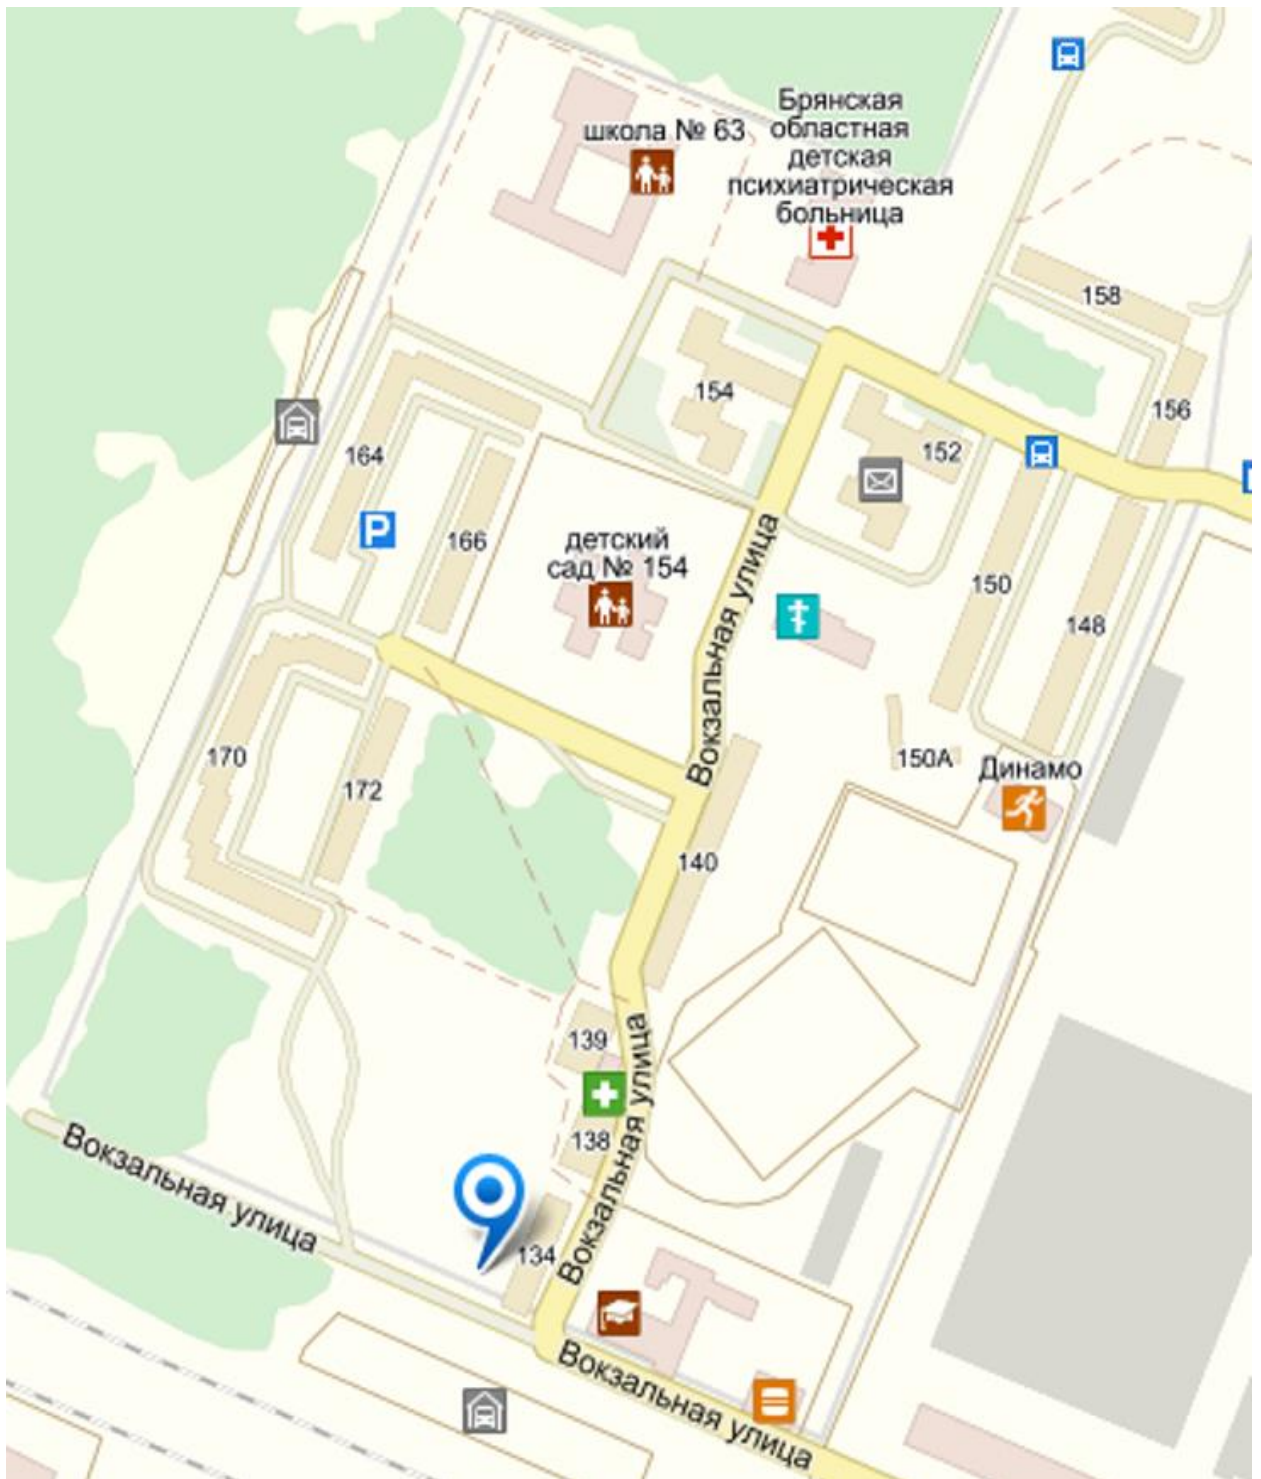 школа № 63
Брянская
областная
детская
психиатрическая
больница
158
154
156
152
164
166
детский
сад № 154
Вокзальная улица
150
148
170
172
150А
Динамо
140
139
Вокзальная улица
138
Вокзальная улица
134
Вокзальная улица
P